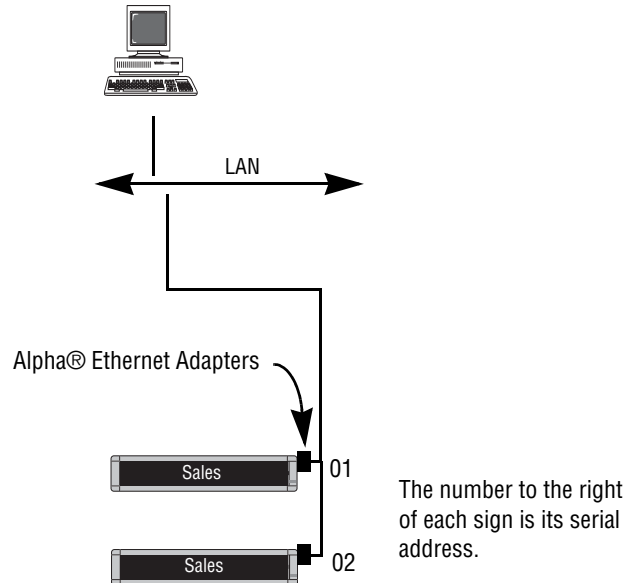 LAN
Alpha® Ethernet Adapters
Sales
01
The number to the right
of each sign is its serial
address.
Sales
02